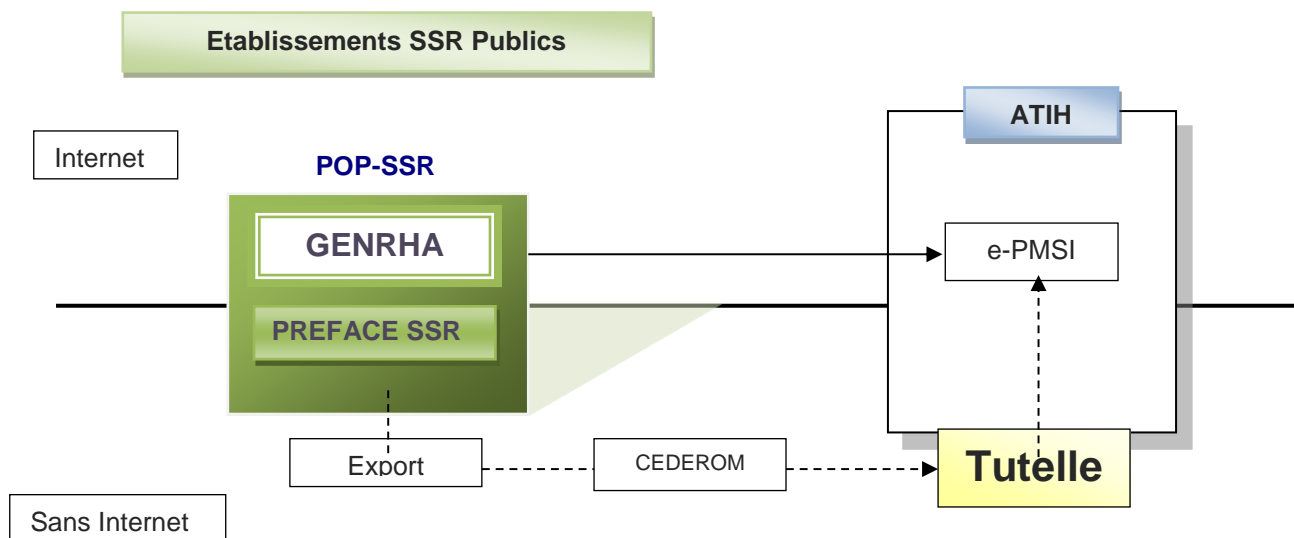 Etablissements SSR Publics
ATIH
Internet
POP-SSR
GENRHA
e-PMSI
PREFACE SSR
Export
CEDEROM
Tutelle
Sans Internet